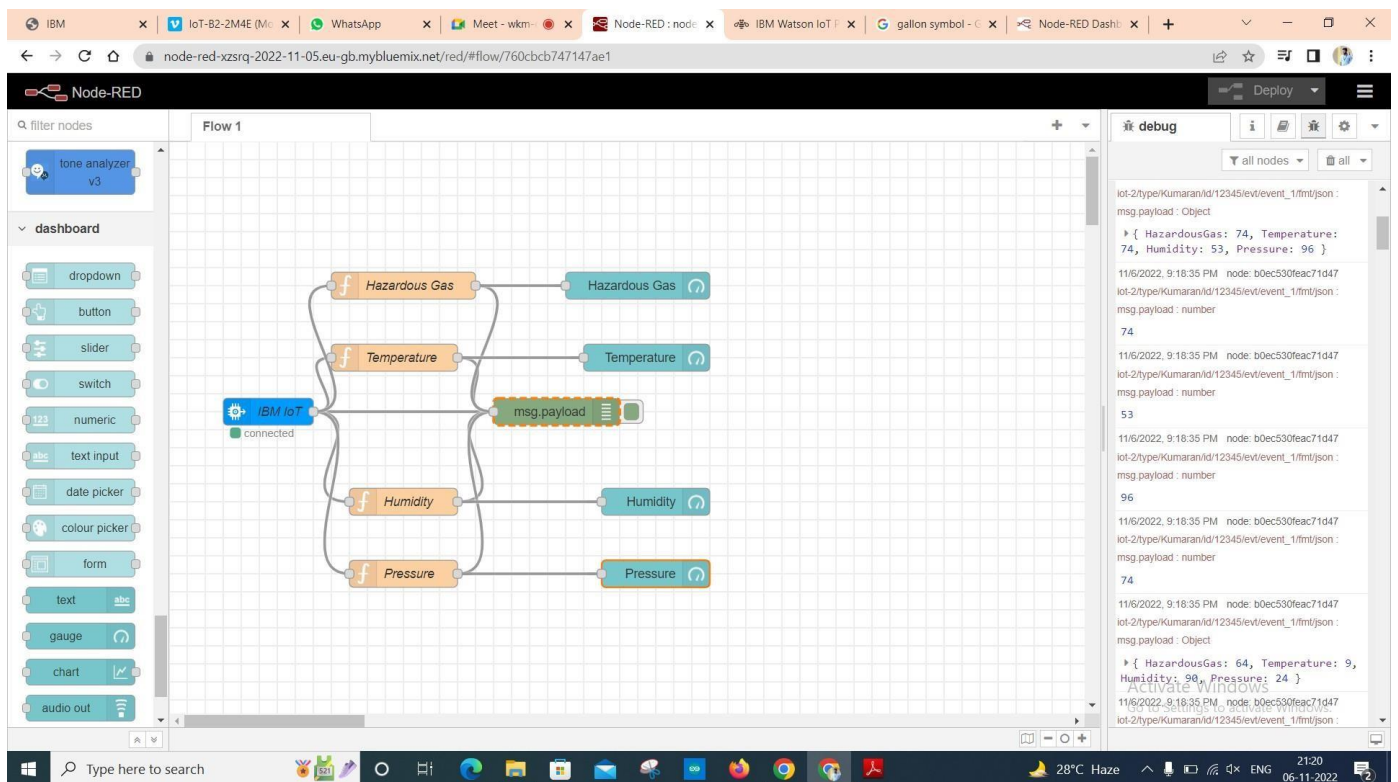 IBM
IoT-B2-2M4E (Mo
WhatsApp
Meet - wkm-
Node-RED : node
IBM Watson IoT P
gallon symbol - G
Node-RED Dashb
node-red-xzsrq-2022-11-05.eu-gb.mybluemix.net/red/#flow/760cbcb747147ae1
Node-RED
Deploy
filter nodes
Flow 1
debug
i
all nodes
all
tone analyzer
v3
dashboard
dropdown
button
slider
switch
123 numeric
abc text input
date picker
colour picker
form
text abc
gauge
chart
audio out
f Hazardous Gas
Hazardous Gas
f Temperature
Temperature
IBM IoT
connected
msg.payload
f Humidity
Humidity
f Pressure
Pressure
iot-2/type/Kumaran/id/12345/evt/event_1/fmt/json :
msg.payload : Object
{ HazardousGas: 74, Temperature:
74, Humidity: 53, Pressure: 96 }
11/6/2022, 9:18:35 PM node: b0ec530feac71d47
iot-2/type/Kumaran/id/12345/evt/event_1/fmt/json :
msg.payload : number
74
11/6/2022, 9:18:35 PM node: b0ec530feac71d47
iot-2/type/Kumaran/id/12345/evt/event_1/fmt/json :
msg.payload : number
53
11/6/2022, 9:18:35 PM node: b0ec530feac71d47
iot-2/type/Kumaran/id/12345/evt/event_1/fmt/json :
msg.payload : number
96
11/6/2022, 9:18:35 PM node: b0ec530feac71d47
iot-2/type/Kumaran/id/12345/evt/event_1/fmt/json :
msg.payload : number
74
11/6/2022, 9:18:35 PM node: b0ec530feac71d47
iot-2/type/Kumaran/id/12345/evt/event_1/fmt/json :
msg.payload : Object
{ HazardousGas: 64, Temperature: 9,
Humidity: 90, Pressure: 24 }
Activate Windows
11/6/2022, 9:18:35 PM node: b0ec530feac71d47
Go to Settings to activate Windows.
iot-2/type/Kumaran/id/12345/evt/event_1/fmt/json :
Type here to search
28°C Haze
ENG
21:20
06-11-2022
2